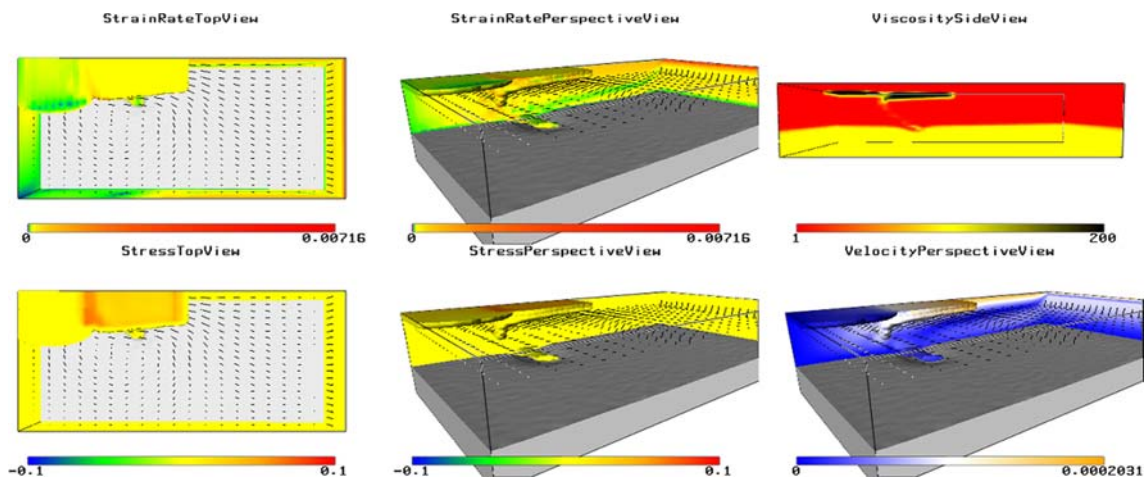 StrainRateTopView StrainRatePerspectiveView ViscositySideView
0 0.00716 0 0.00716 1 200
StressTopView StressPerspectiveView VelocityPerspectiveView
-0.1 0.1 -0.1 0.1 0 0.0002031